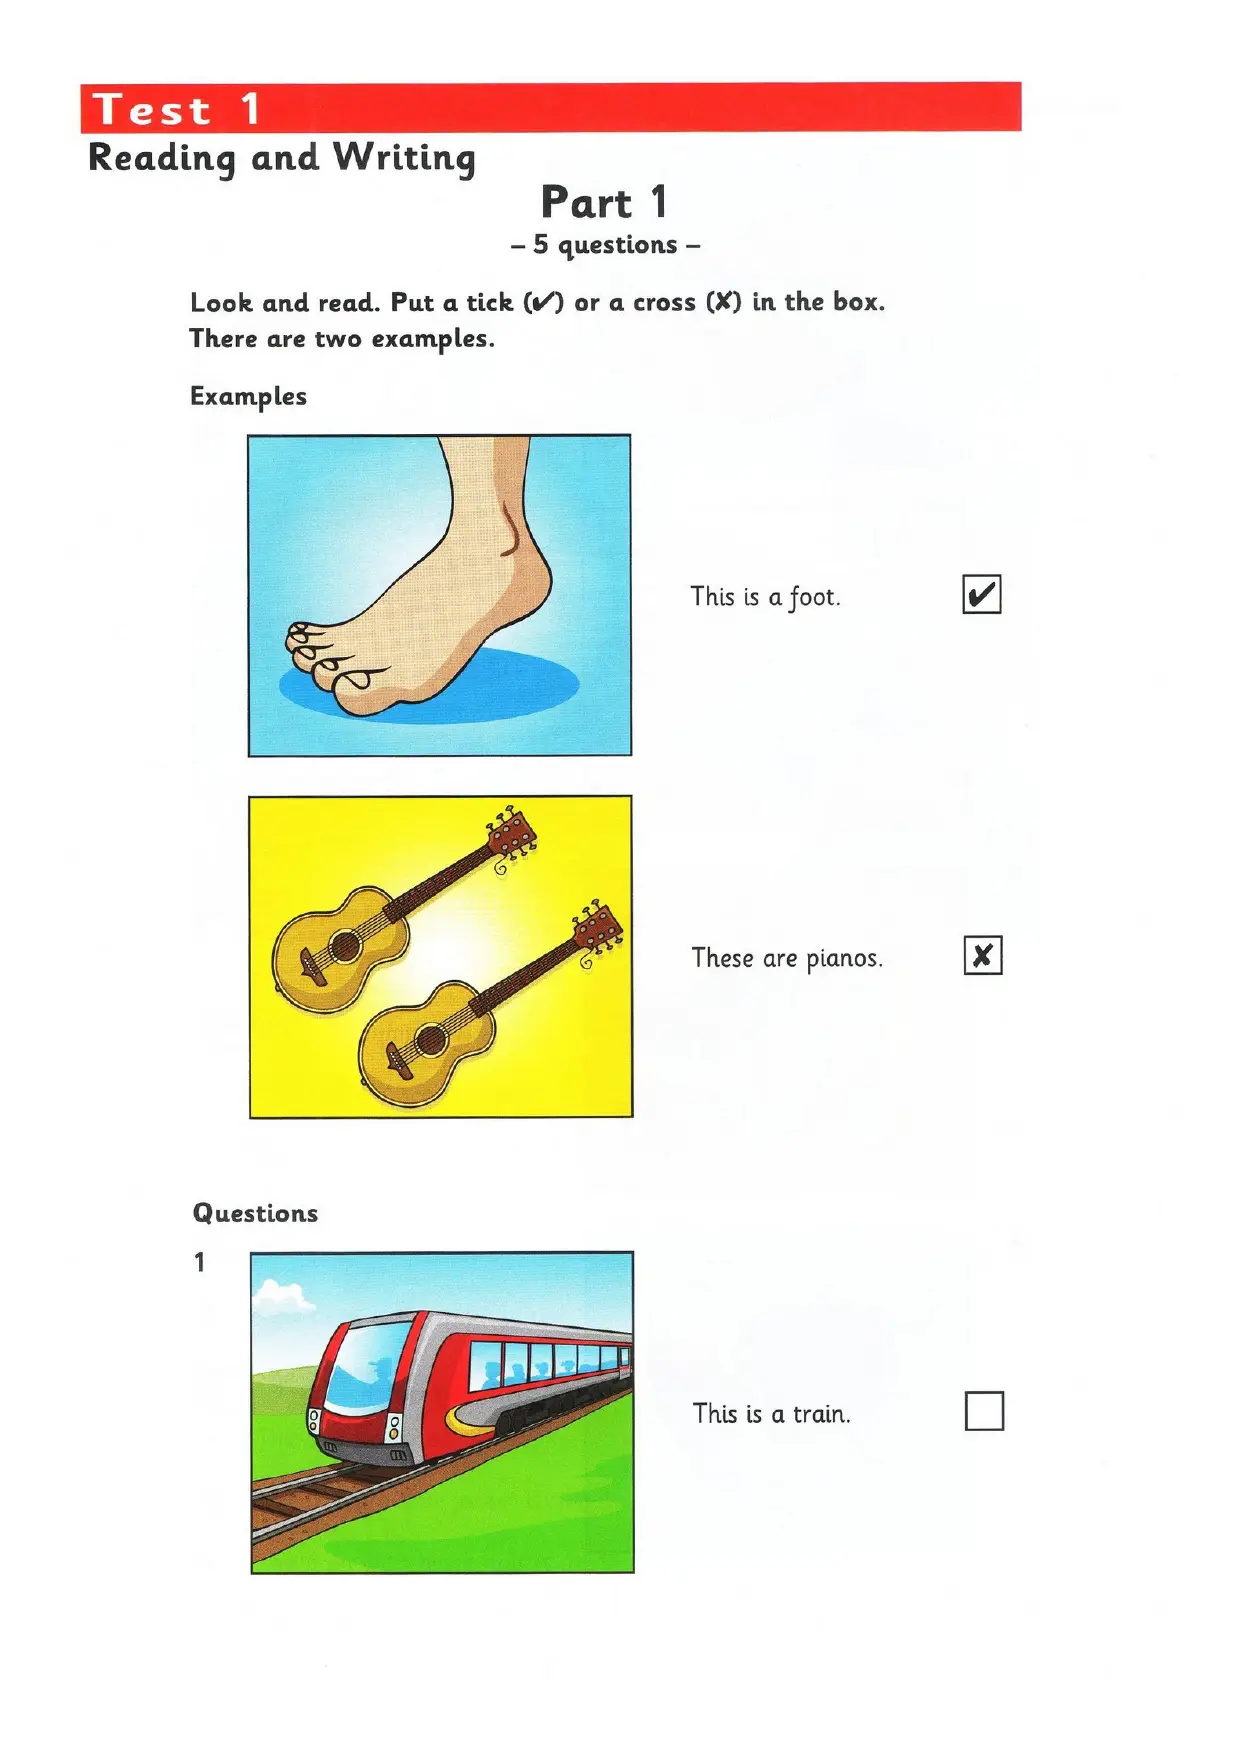 Test 1
Reading and Writing
Part 1
– 5 questions –
Look and read. Put a tick (✔) or a cross (✘) in the box.
There are two examples.
Examples
This is a foot. ✔
These are pianos. ✘
Questions
1
This is a train.